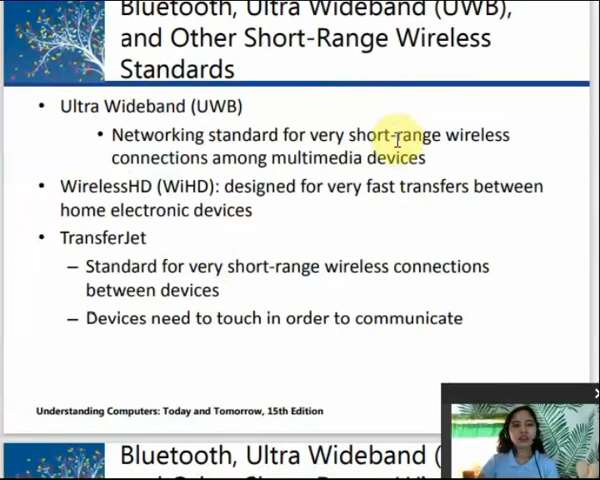 Bluetooth, Ultra Wideband (UWB),
and Other Short-Range Wireless
Standards
• Ultra Wideband (UWB)
• Networking standard for very short-range wireless
connections among multimedia devices
• WirelessHD (WiHD): designed for very fast transfers between
home electronic devices
• TransferJet
– Standard for very short-range wireless connections
between devices
– Devices need to touch in order to communicate
Understanding Computers: Today and Tomorrow, 15th Edition
Bluetooth, Ultra Wideband (